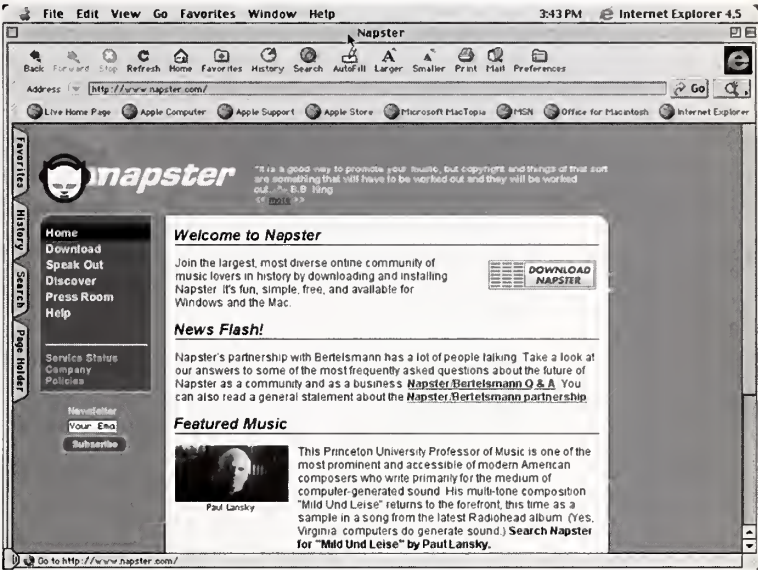 File Edit View Go Favorites Window Help 3:43 PM Internet Explorer 4.5
Napster
Back Forward Stop Refresh Home Favorites History Search AutoFill Larger Smaller Print Mail Preferences
Address http://www.napster.com/ Go
Live Home Page Apple Computer Apple Support Apple Store Microsoft MacTopia MSN Office for Macintosh Internet Explorer
Favorites
History
Search
Page Holder
napster
"It is a good way to promote your music, but copyright and things of that sort
are something that will have to be worked out and they will be worked
out..."- B.B.
<< more >>
Home
Download
Speak Out
Discover
Press Room
Help
Service Status
Company
Policies
Newsletter
Your Ema
Subscribe
Welcome to Napster
Join the largest, most diverse online community of
music lovers in history by downloading and installing
Napster. It's fun, simple, free, and available for
Windows and the Mac.
DOWNLOAD
NAPSTER
News Flash!
Napster's partnership with Bertelsmann has a lot of people talking. Take a look at
our answers to some of the most frequently asked questions about the future of
Napster as a community and as a business. Napster/Bertelsmann Q & A. You
can also read a general statement about the Napster/Bertelsmann partnership.
Featured Music
Paul Lansky
This Princeton University Professor of Music is one of the
most prominent and accessible of modern American
composers who write primarily for the medium of
computer-generated sound. His multi-tone composition
"Mild Und Leise" returns to the forefront, this time as a
sample in a song from the latest Radiohead album. (Yes,
Virginia computers do generate sound.) Search Napster
for "Mild Und Leise" by Paul Lansky.
Go to http://www.napster.com/